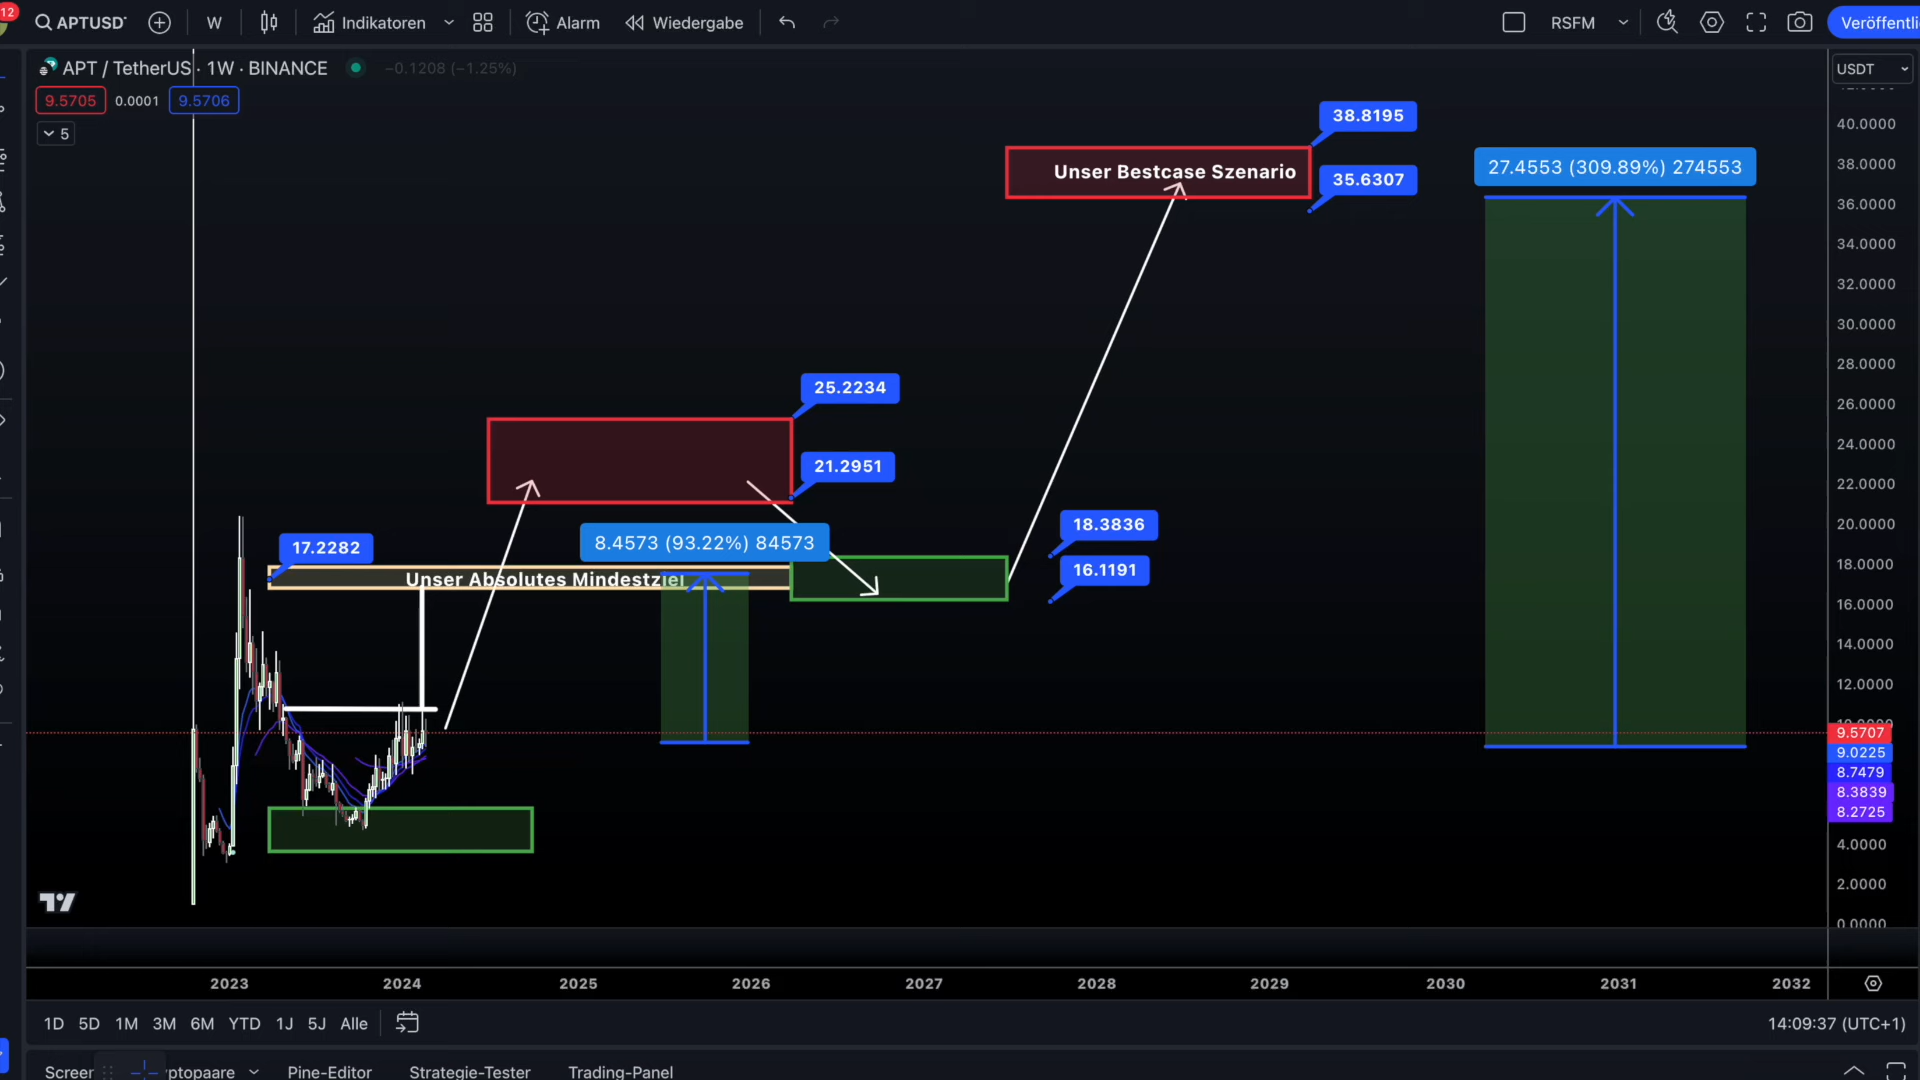 12
APTUSDT
W
Indikatoren
Alarm
Wiedergabe
RSFM
Veröffentli
APT / TetherUS · 1W · BINANCE
−0.1208 (−1.25%)
USDT
9.5705
0.0001
9.5706
5
38.8195
Unser Bestcase Szenario
35.6307
27.4553 (309.89%) 274553
25.2234
21.2951
18.3836
17.2282
8.4573 (93.22%) 84573
16.1191
Unser Absolutes Mindestziel
40.0000
38.0000
36.0000
34.0000
32.0000
30.0000
28.0000
26.0000
24.0000
22.0000
20.0000
18.0000
16.0000
14.0000
12.0000
10.0000
9.5707
9.0225
8.7479
8.3839
8.2725
4.0000
2.0000
0.0000
2023
2024
2025
2026
2027
2028
2029
2030
2031
2032
1D
5D
1M
3M
6M
YTD
1J
5J
Alle
14:09:37 (UTC+1)
Screer
yptopaare
Pine-Editor
Strategie-Tester
Trading-Panel